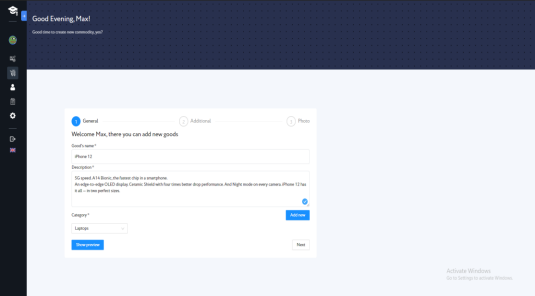 Good Evening, Max!
Good time to create new commodity, yes?
1 General
2 Additional
3 Photo
Welcome Max, there you can add new goods
Good's name *
iPhone 12
Description *
5G speed. A14 Bionic, the fastest chip in a smartphone.
An edge-to-edge OLED display. Ceramic Shield with four times better drop performance. And Night mode on every camera. iPhone 12 has
it all — in two perfect sizes.
Category *
Add new
Laptops
Show preview
Next
Activate Windows
Go to Settings to activate Windows.